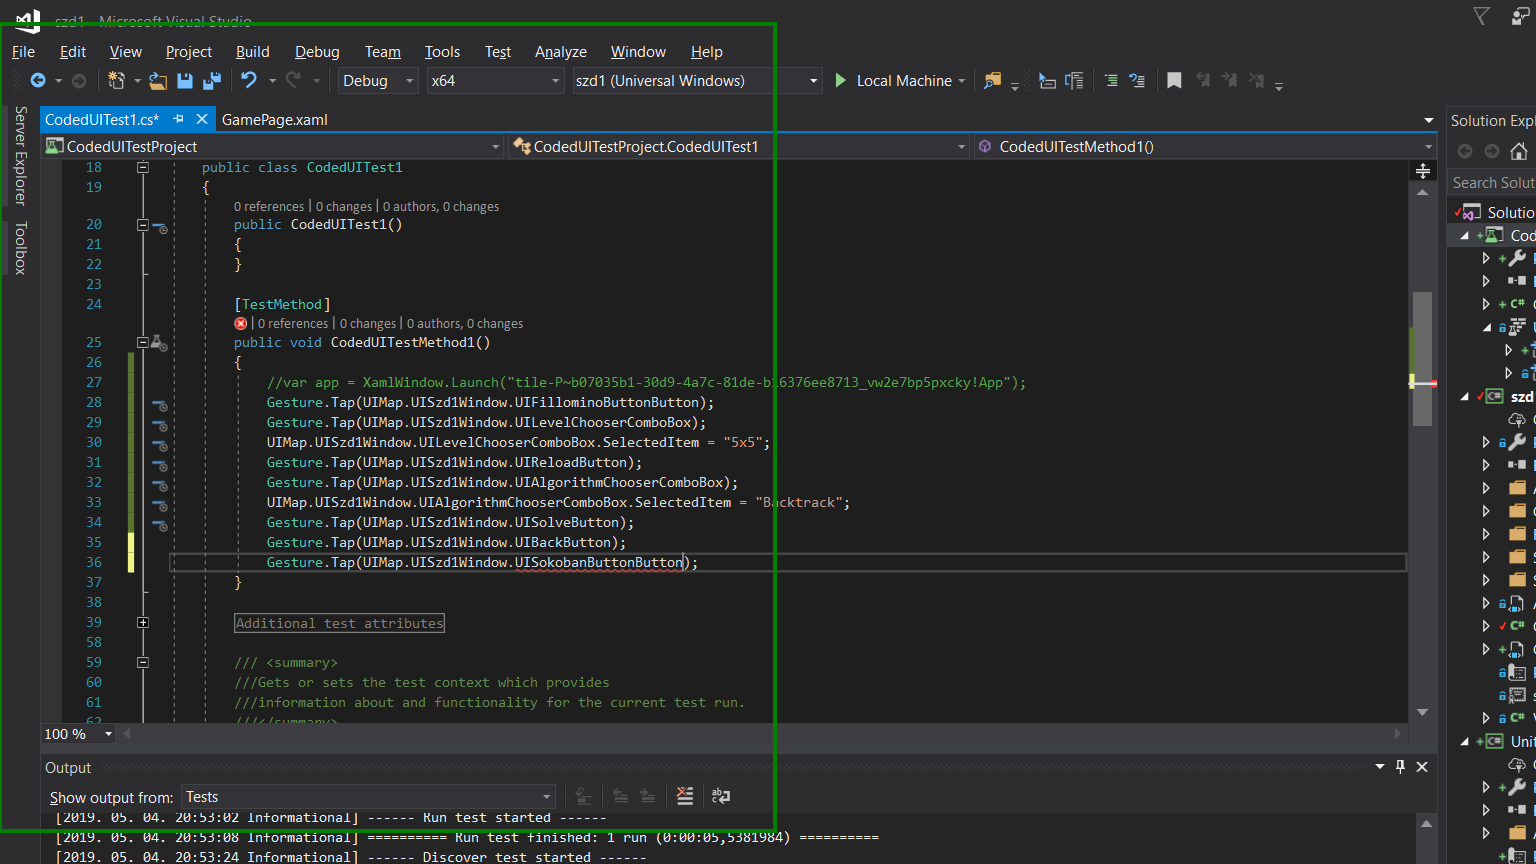 szd1 - Microsoft Visual Studio
File Edit View Project Build Debug Team Tools Test Analyze Window Help
Debug x64 szd1 (Universal Windows) Local Machine
Server Explorer
Toolbox
CodedUITest1.cs* GamePage.xaml
CodedUITestProject CodedUITestProject.CodedUITest1 CodedUITestMethod1()
18 public class CodedUITest1
19 {
0 references | 0 changes | 0 authors, 0 changes
20 public CodedUITest1()
21 {
22 }
23
24 [TestMethod]
| 0 references | 0 changes | 0 authors, 0 changes
25 public void CodedUITestMethod1()
26 {
27 //var app = XamlWindow.Launch("tile-P~b07035b1-30d9-4a7c-81de-b16376ee8713_vw2e7bp5pxcky!App");
28 Gesture.Tap(UIMap.UISzd1Window.UIFillominoButtonButton);
29 Gesture.Tap(UIMap.UISzd1Window.UILevelChooserComboBox);
30 UIMap.UISzd1Window.UILevelChooserComboBox.SelectedItem = "5x5";
31 Gesture.Tap(UIMap.UISzd1Window.UIReloadButton);
32 Gesture.Tap(UIMap.UISzd1Window.UIAlgorithmChooserComboBox);
33 UIMap.UISzd1Window.UIAlgorithmChooserComboBox.SelectedItem = "Backtrack";
34 Gesture.Tap(UIMap.UISzd1Window.UISolveButton);
35 Gesture.Tap(UIMap.UISzd1Window.UIBackButton);
36 Gesture.Tap(UIMap.UISzd1Window.UISokobanButtonButton);
37 }
38
39 Additional test attributes
58
59 /// <summary>
60 ///Gets or sets the test context which provides
61 ///information about and functionality for the current test run.
62 ///</summary>
100 %
Output
Show output from: Tests
[2019. 05. 04. 20:53:02 Informational] ------ Run test started ------
[2019. 05. 04. 20:53:08 Informational] ========== Run test finished: 1 run (0:00:05,5381984) ==========
[2019. 05. 04. 20:53:24 Informational] ------ Discover test started ------
Solution Expl
Search Solut
Solutio
Cod
szd
Unit